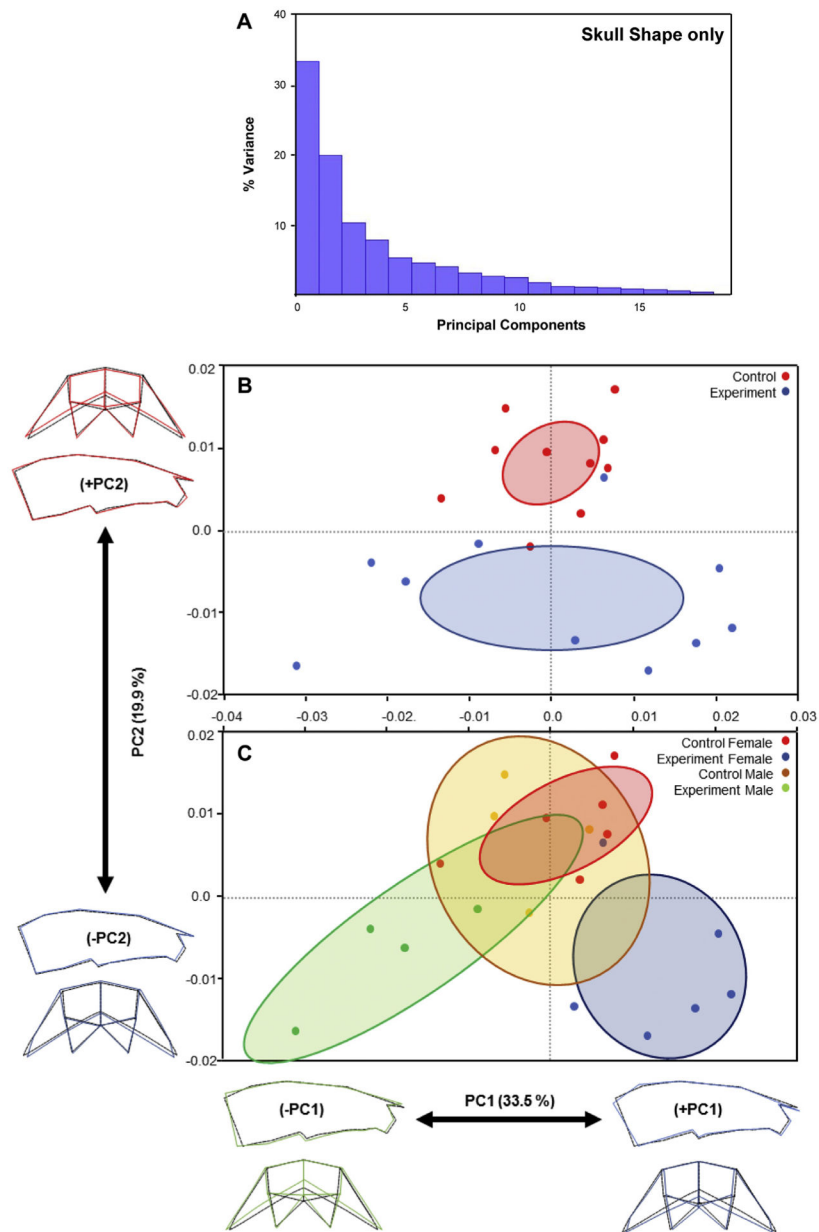 A
Skull Shape only
40
30
20
10
0
% Variance
0
5
10
15
Principal Components
B
Control
Experiment
0.02
0.01
0.0
-0.01
-0.02
-0.04
-0.03
-0.02.
-0.01
0.0
0.01
0.02
0.03
(+PC2)
PC2 (19.9 %)
(-PC2)
C
Control Female
Experiment Female
Control Male
Experiment Male
0.02
0.01
0.0
-0.01
-0.02
(-PC1)
PC1 (33.5 %)
(+PC1)